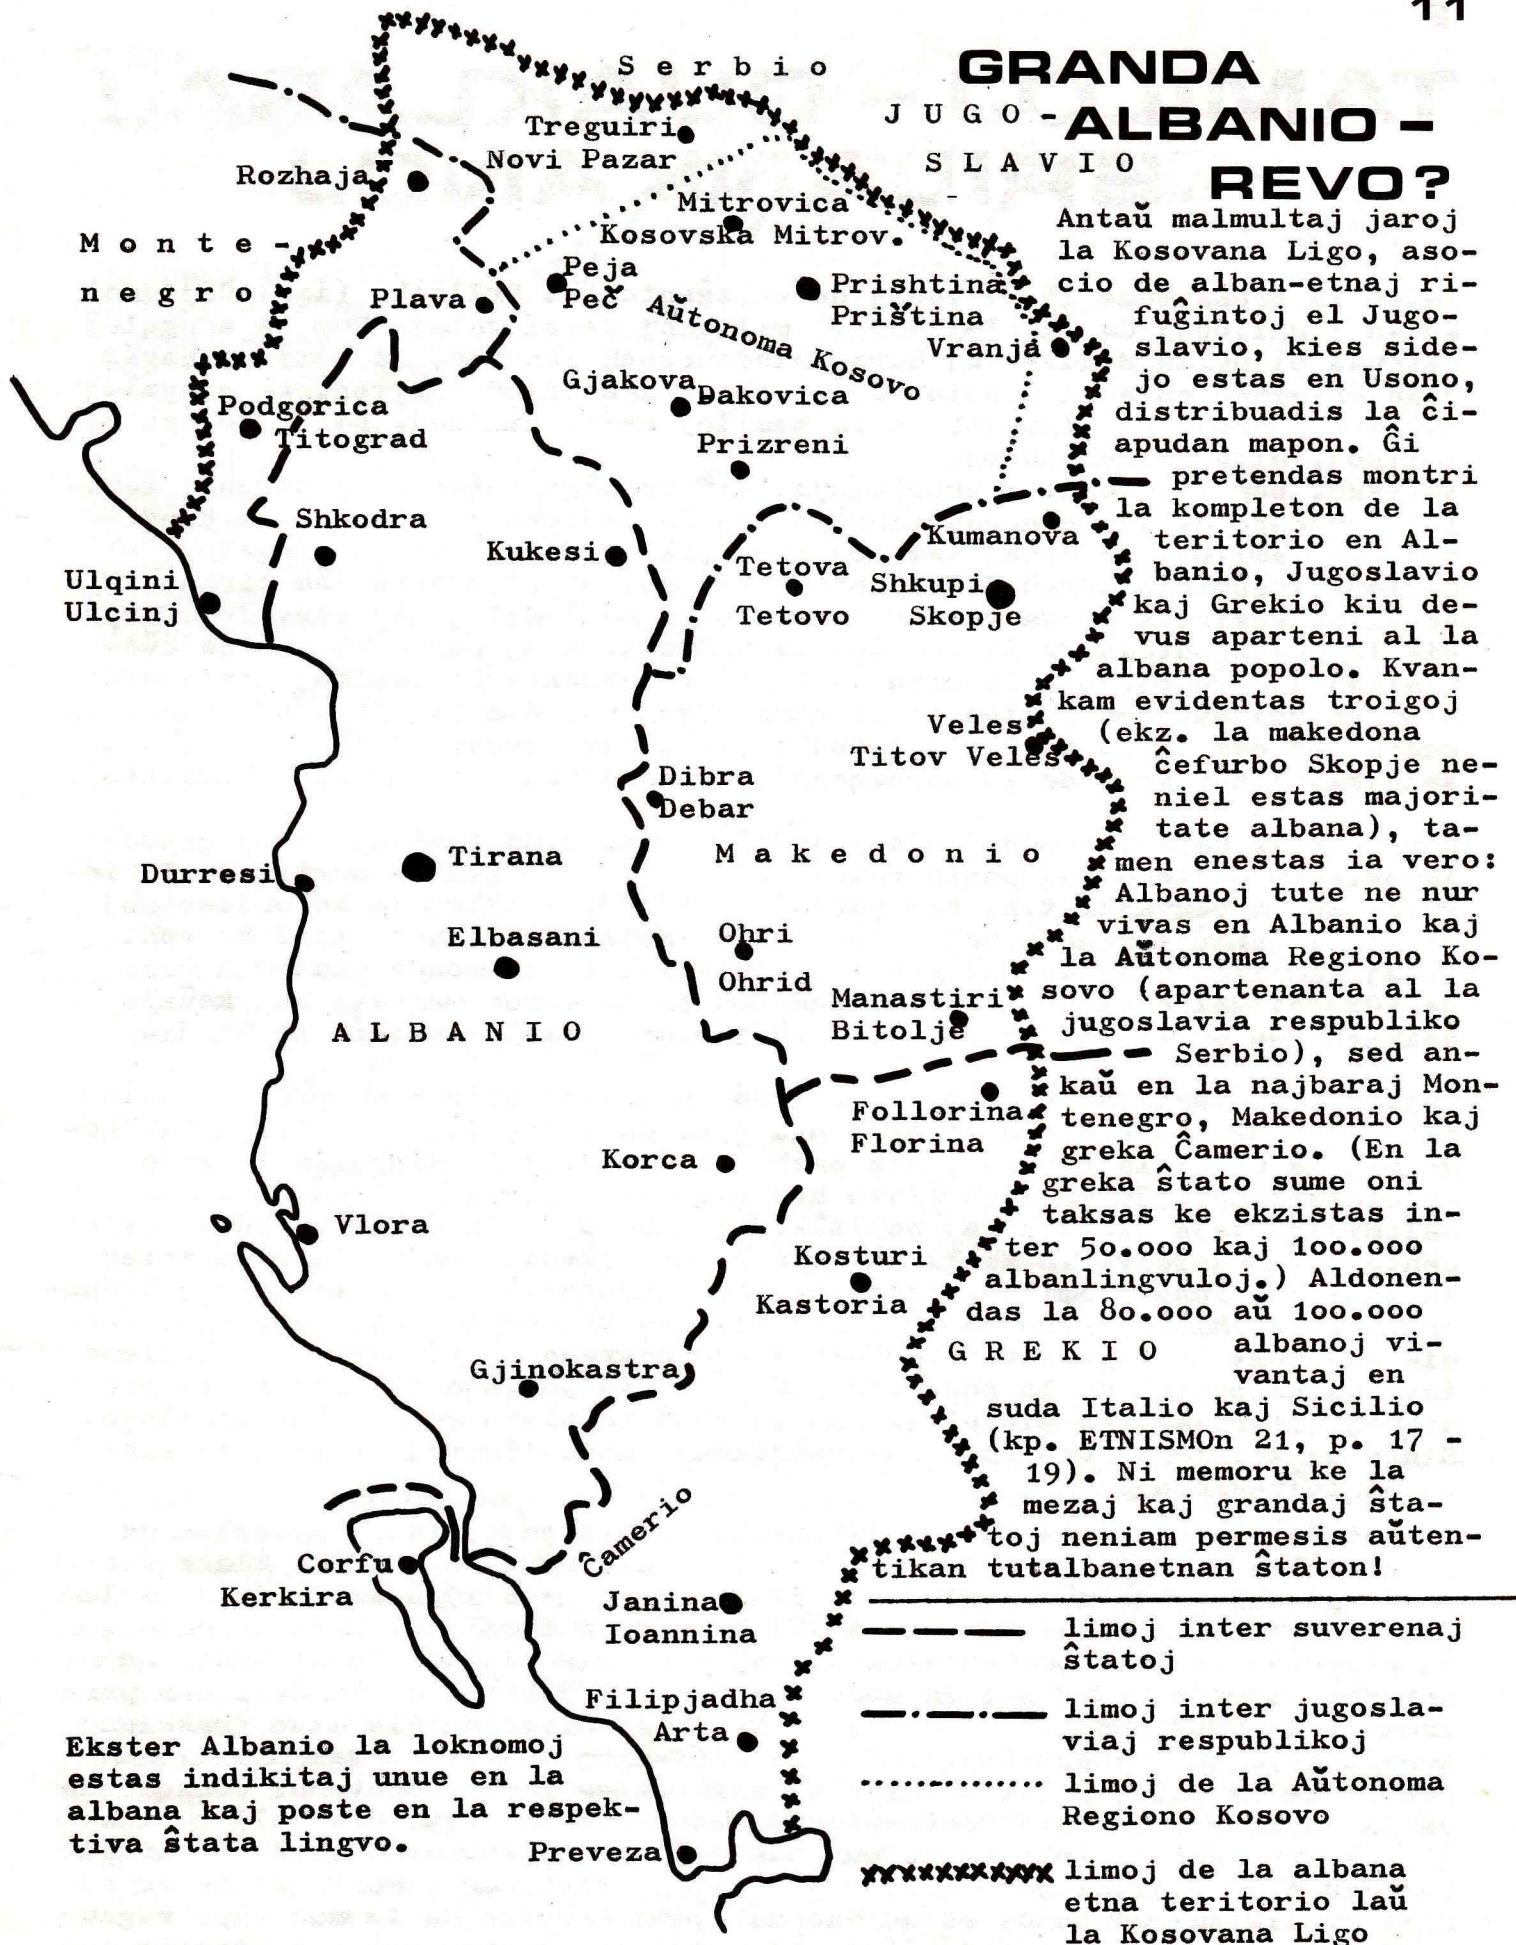 11
GRANDA
ALBANIO -
REVO?
Serbio
JUGO-
SLAVIO
Treguiri
Novi Pazar
Rozhaja
Mitrovica
Kosovska Mitrov.
Monte-
negro
Peja
Peč
Plava
Prishtina
Priština
Aŭtonoma Kosovo
Vranja
Gjakova
Đakovica
Podgorica
Titograd
Prizreni
Shkodra
Kukesi
Kumanova
Tetova
Tetovo
Shkupi
Skopje
Ulqini
Ulcinj
Veles
Titov Veles
Dibra
Debar
Tirana
Makedonio
Durresi
Elbasani
Ohri
Ohrid
Manastiri
Bitolje
ALBANIO
Follorina
Florina
Korca
Vlora
Kosturi
Kastoria
GREKIO
Gjinokastra
Ĉamerio
Corfu
Kerkira
Janina
Ioannina
Filipjadha
Arta
Preveza
Antaŭ malmultaj jaroj
la Kosovana Ligo, aso-
cio de alban-etnaj ri-
fuĝintoj el Jugo-
slavio, kies side-
jo estas en Usono,
distribuadis la ĉi-
apudan mapon. Ĝi
pretendas montri
la kompleton de la
teritorio en Al-
banio, Jugoslavio
kaj Grekio kiu de-
vus aparteni al la
albana popolo. Kvan-
kam evidentas troigoj
(ekz. la makedona
ĉefurbo Skopje ne-
niel estas majori-
tate albana), ta-
men enestas ia vero:
Albanoj tute ne nur
vivas en Albanio kaj
la Aŭtonoma Regiono Ko-
sovo (apartenanta al la
jugoslavia respubliko
Serbio), sed an-
kaŭ en la najbaraj Mon-
tenegro, Makedonio kaj
greka Ĉamerio. (En la
greka ŝtato sume oni
taksas ke ekzistas in-
ter 5o.ooo kaj 1oo.ooo
albanlingvuloj.) Aldonen-
das la 8o.ooo aŭ 1oo.ooo
albanoj vi-
vantaj en
suda Italio kaj Sicilio
(kp. ETNISMOn 21, p. 17 -
19). Ni memoru ke la
mezaj kaj grandaj ŝta-
toj neniam permesis aŭten-
tikan tutalbanetnan ŝtaton!
limoj inter suverenaj
ŝtatoj
limoj inter jugosla-
viaj respublikoj
limoj de la Aŭtonoma
Regiono Kosovo
limoj de la albana
etna teritorio laŭ
la Kosovana Ligo
Ekster Albanio la loknomoj
estas indikitaj unue en la
albana kaj poste en la respek-
tiva ŝtata lingvo.